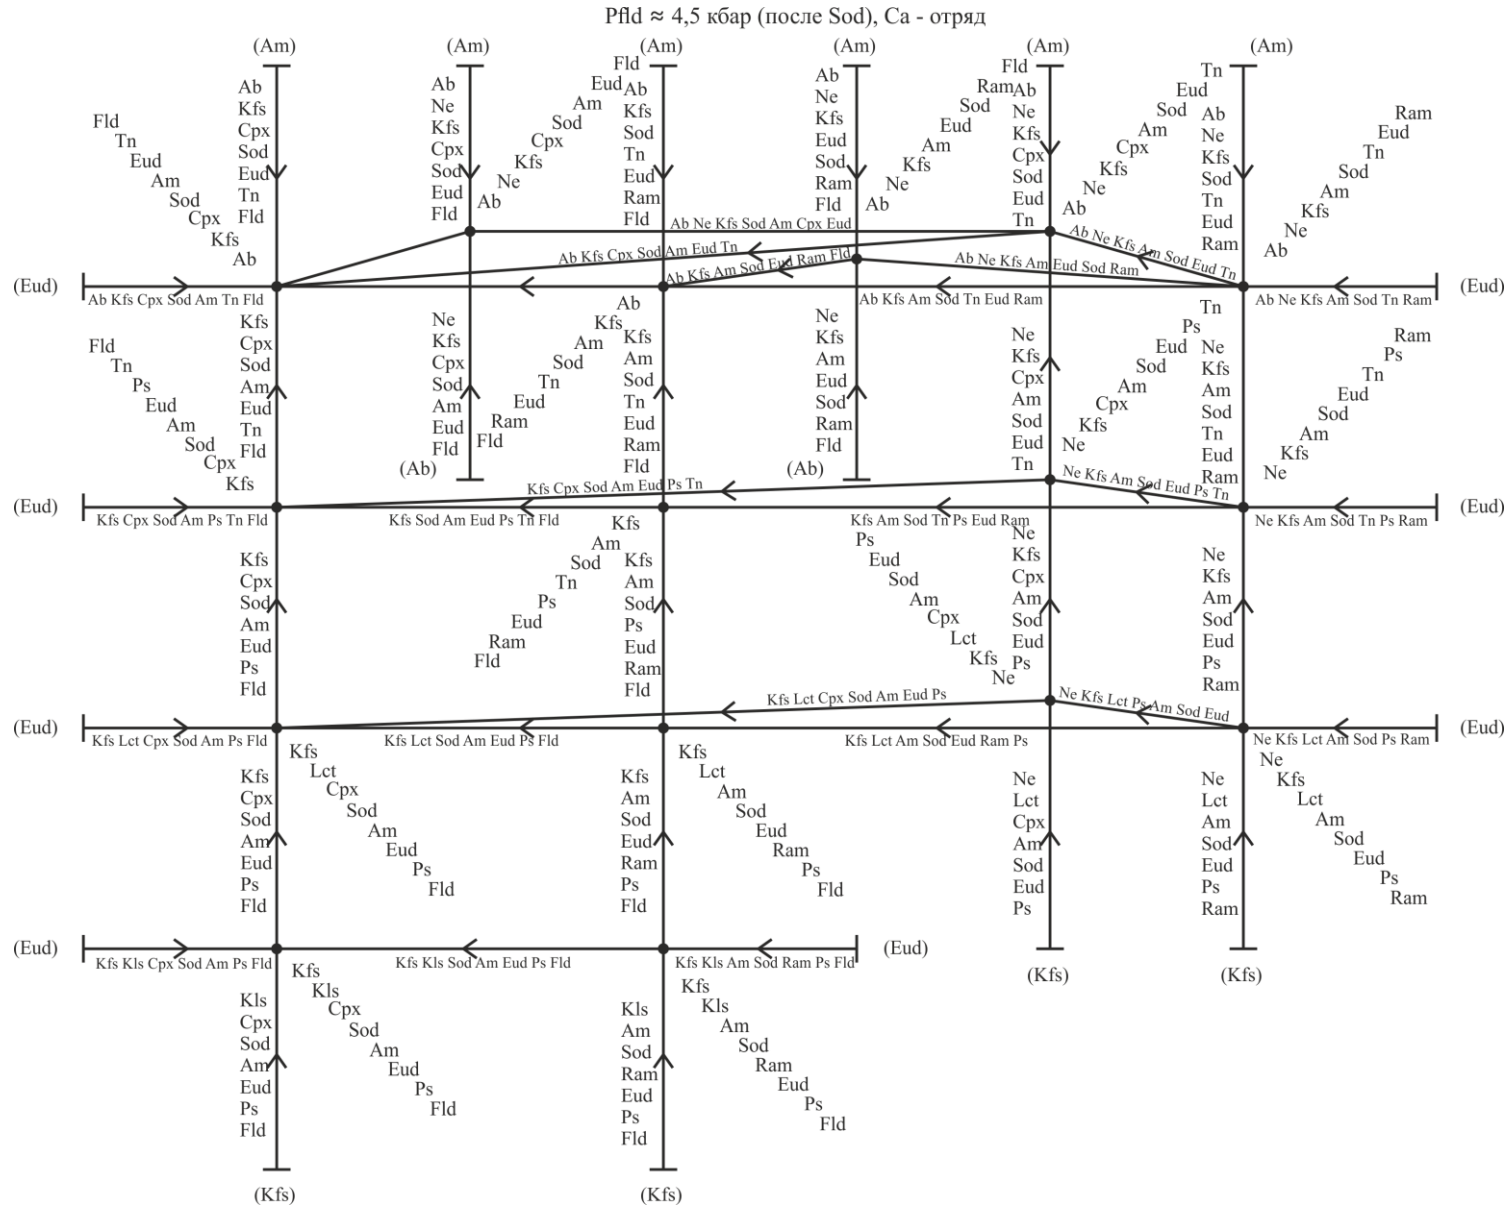 Pfld ≈ 4,5 кбар (после Sod), Ca - отряд
(Am)
(Am)
(Am)
(Am)
(Am)
(Am)
Fld
Tn
Eud
Am
Sod
Cpx
Kfs
Ab
Ab
Kfs
Cpx
Sod
Eud
Tn
Fld
Ab
Ne
Kfs
Cpx
Sod
Eud
Fld
Fld
Eud
Am
Sod
Cpx
Kfs
Ne
Ab
Ab
Kfs
Sod
Tn
Eud
Ram
Fld
Ab
Ne
Kfs
Eud
Sod
Ram
Fld
Fld
Ram
Sod
Eud
Am
Kfs
Ne
Ab
Ab
Ne
Kfs
Cpx
Sod
Eud
Tn
Tn
Eud
Sod
Am
Cpx
Kfs
Ne
Ab
Ab
Ne
Kfs
Sod
Tn
Eud
Ram
Ram
Eud
Tn
Sod
Am
Kfs
Ne
Ab
Ab Ne Kfs Sod Am Cpx Eud
Ab Kfs Cpx Sod Am Eud Tn
Ab Kfs Am Sod Eud Ram Fld
Ab Ne Kfs Am Eud Sod Ram
Ab Ne Kfs Am Sod Eud Tn
(Eud)
Ab Kfs Cpx Sod Am Tn Fld
Ab Kfs Am Sod Tn Eud Ram
Ab Ne Kfs Am Sod Tn Ram
(Eud)
Fld
Tn
Ps
Eud
Am
Sod
Cpx
Kfs
Kfs
Cpx
Sod
Am
Eud
Tn
Fld
Ne
Kfs
Cpx
Sod
Am
Eud
Fld
(Ab)
Ab
Kfs
Am
Sod
Tn
Eud
Ram
Fld
Kfs
Am
Sod
Tn
Eud
Ram
Fld
Ne
Kfs
Am
Eud
Sod
Ram
Fld
(Ab)
Ne
Kfs
Cpx
Am
Sod
Eud
Tn
Tn
Ps
Eud
Sod
Am
Cpx
Kfs
Ne
Ne
Kfs
Am
Sod
Tn
Eud
Ram
Ram
Ps
Tn
Eud
Sod
Am
Kfs
Ne
Kfs Cpx Sod Am Eud Ps Tn
Ne Kfs Am Sod Eud Ps Tn
(Eud)
Kfs Cpx Sod Am Ps Tn Fld
Kfs Sod Am Eud Ps Tn Fld
Kfs Am Sod Tn Ps Eud Ram
Ne Kfs Am Sod Tn Ps Ram
(Eud)
Kfs
Cpx
Sod
Am
Eud
Ps
Fld
Kfs
Am
Sod
Tn
Ps
Eud
Ram
Fld
Kfs
Am
Sod
Ps
Eud
Ram
Fld
Ps
Eud
Sod
Am
Cpx
Lct
Kfs
Ne
Ne
Kfs
Cpx
Am
Sod
Eud
Ps
Ne
Kfs
Am
Sod
Eud
Ps
Ram
Kfs Lct Cpx Sod Am Eud Ps
Ne Kfs Lct Ps Am Sod Eud
(Eud)
Kfs Lct Cpx Sod Am Ps Fld
Kfs Lct Sod Am Eud Ps Fld
Kfs Lct Am Sod Eud Ram Ps
Ne Kfs Lct Am Sod Ps Ram
(Eud)
Kfs
Cpx
Sod
Am
Eud
Ps
Fld
Kfs
Lct
Cpx
Sod
Am
Eud
Ps
Fld
Kfs
Am
Sod
Eud
Ram
Ps
Fld
Kfs
Lct
Am
Sod
Eud
Ram
Ps
Fld
Ne
Lct
Cpx
Am
Sod
Eud
Ps
(Kfs)
Ne
Lct
Am
Sod
Eud
Ps
Ram
(Kfs)
Ne
Kfs
Lct
Am
Sod
Eud
Ps
Ram
(Eud)
Kfs Kls Cpx Sod Am Ps Fld
Kfs Kls Sod Am Eud Ps Fld
Kfs Kls Am Sod Ram Ps Fld
(Eud)
Kls
Cpx
Sod
Am
Eud
Ps
Fld
(Kfs)
Kfs
Kls
Cpx
Sod
Am
Eud
Ps
Fld
Kls
Am
Sod
Ram
Eud
Ps
Fld
(Kfs)
Kfs
Kls
Am
Sod
Ram
Eud
Ps
Fld